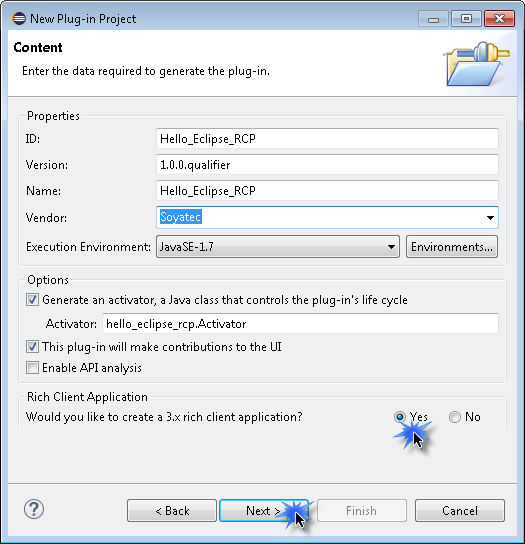 New Plug-in Project
Content
Enter the data required to generate the plug-in.
Properties
ID: Hello_Eclipse_RCP
Version: 1.0.0.qualifier
Name: Hello_Eclipse_RCP
Vendor: Soyatec
Execution Environment: JavaSE-1.7 Environments...
Options
Generate an activator, a Java class that controls the plug-in's life cycle
Activator: hello_eclipse_rcp.Activator
This plug-in will make contributions to the UI
Enable API analysis
Rich Client Application
Would you like to create a 3.x rich client application? Yes No
? < Back Next > Finish Cancel